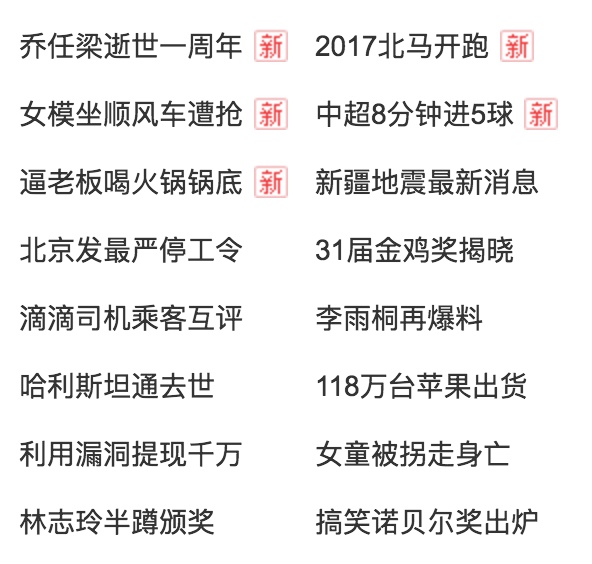 乔任梁逝世一周年 新 2017北马开跑 新
女模坐顺风车遭抢 新 中超8分钟进5球 新
逼老板喝火锅锅底 新 新疆地震最新消息
北京发最严停工令 31届金鸡奖揭晓
滴滴司机乘客互评 李雨桐再爆料
哈利斯坦通去世 118万台苹果出货
利用漏洞提现千万 女童被拐走身亡
林志玲半蹲颁奖 搞笑诺贝尔奖出炉